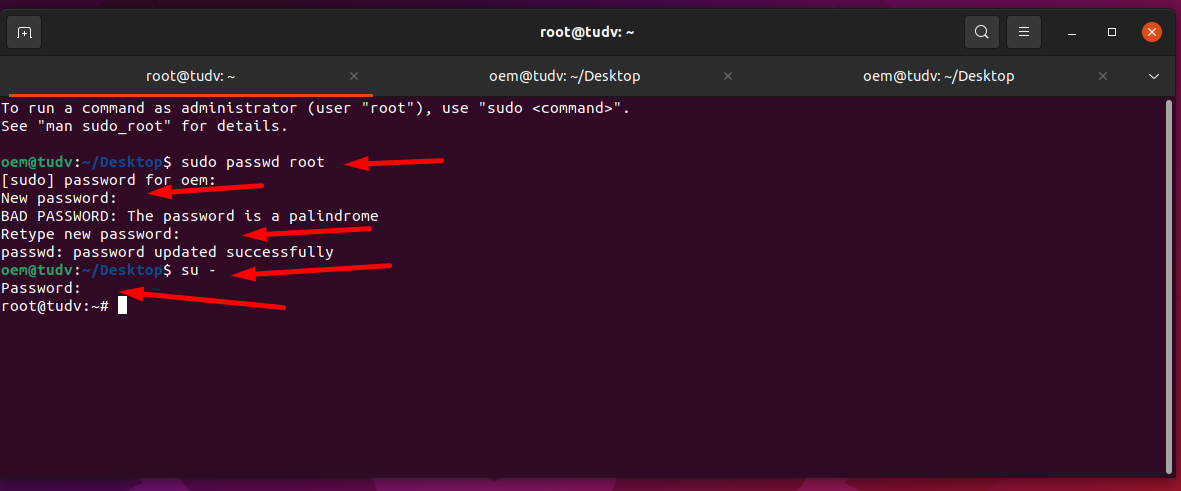 root@tudv: ~
root@tudv: ~
oem@tudv: ~/Desktop
oem@tudv: ~/Desktop
To run a command as administrator (user "root"), use "sudo <command>".
See "man sudo_root" for details.
oem@tudv:~/Desktop$ sudo passwd root
[sudo] password for oem:
New password:
BAD PASSWORD: The password is a palindrome
Retype new password:
passwd: password updated successfully
oem@tudv:~/Desktop$ su -
Password:
root@tudv:~#